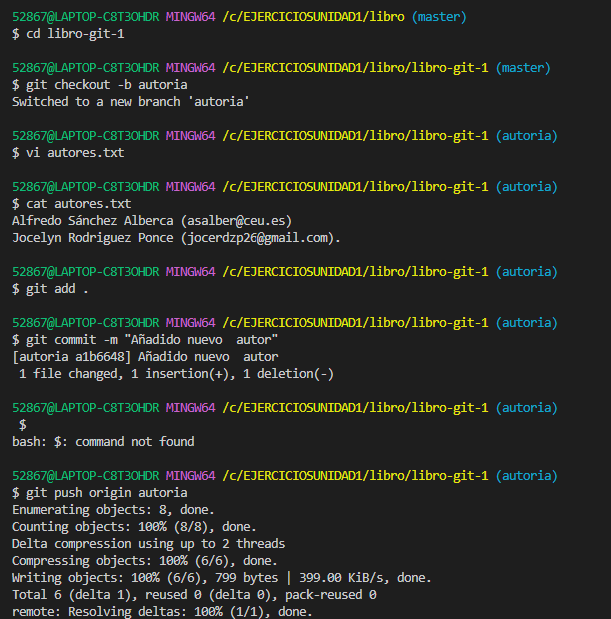 52867@LAPTOP-C8T3OHDR MINGW64 /c/EJERCICIOSUNIDAD1/libro (master)
$ cd libro-git-1
52867@LAPTOP-C8T3OHDR MINGW64 /c/EJERCICIOSUNIDAD1/libro/libro-git-1 (master)
$ git checkout -b autoria
Switched to a new branch 'autoria'
52867@LAPTOP-C8T3OHDR MINGW64 /c/EJERCICIOSUNIDAD1/libro/libro-git-1 (autoria)
$ vi autores.txt
52867@LAPTOP-C8T3OHDR MINGW64 /c/EJERCICIOSUNIDAD1/libro/libro-git-1 (autoria)
$ cat autores.txt
Alfredo Sánchez Alberca (asalber@ceu.es)
Jocelyn Rodriguez Ponce (jocerdzp26@gmail.com).
52867@LAPTOP-C8T3OHDR MINGW64 /c/EJERCICIOSUNIDAD1/libro/libro-git-1 (autoria)
$ git add .
52867@LAPTOP-C8T3OHDR MINGW64 /c/EJERCICIOSUNIDAD1/libro/libro-git-1 (autoria)
$ git commit -m "Añadido nuevo  autor"
[autoria a1b6648] Añadido nuevo  autor
 1 file changed, 1 insertion(+), 1 deletion(-)
52867@LAPTOP-C8T3OHDR MINGW64 /c/EJERCICIOSUNIDAD1/libro/libro-git-1 (autoria)
 $
bash: $: command not found
52867@LAPTOP-C8T3OHDR MINGW64 /c/EJERCICIOSUNIDAD1/libro/libro-git-1 (autoria)
$ git push origin autoria
Enumerating objects: 8, done.
Counting objects: 100% (8/8), done.
Delta compression using up to 2 threads
Compressing objects: 100% (6/6), done.
Writing objects: 100% (6/6), 799 bytes | 399.00 KiB/s, done.
Total 6 (delta 1), reused 0 (delta 0), pack-reused 0
remote: Resolving deltas: 100% (1/1), done.